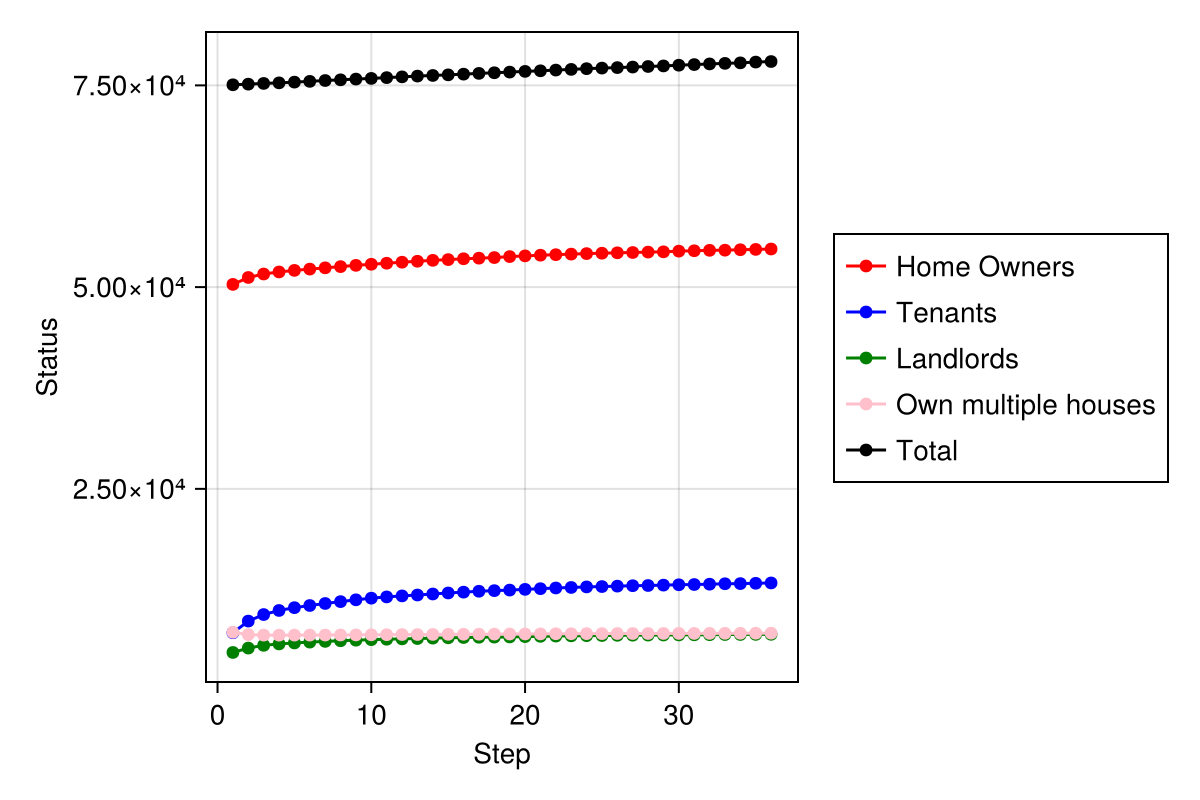 7.50×10⁴
5.00×10⁴
2.50×10⁴
Status
0 10 20 30
Step
Home Owners
Tenants
Landlords
Own multiple houses
Total